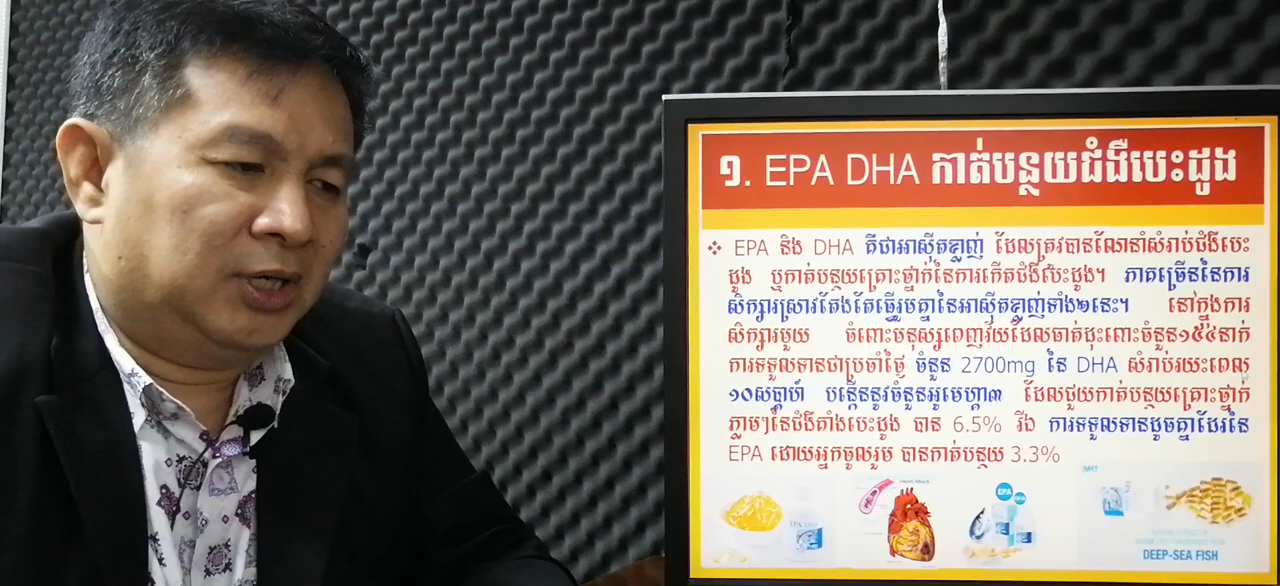 ១. EPA DHA កាត់បន្ថយជំងឺបេះដូង
❖ EPA និង DHA គឺជាអាស៊ីតខ្លាញ់ ដែលត្រូវបានណែនាំសំរាប់ជំងឺបេះ
ដូង ឬកាត់បន្ថយគ្រោះថ្នាក់នៃការកើតជំងឺបេះដូង។ ភាគច្រើននៃការ
សិក្សាស្រាវតែងតែធ្វើរួមគ្នានៃអាស៊ីតខ្លាញ់ទាំង២នេះ។ នៅក្នុងការ
សិក្សាមួយ ចំពោះមនុស្សពេញវ័យដែលធាត់ដុះពោះចំនួន១៥៤នាក់
ការទទួលទានជាប្រចាំថ្ងៃ ចំនួន 2700mg នៃ DHA សំរាប់រយះពេល
១០សប្តាហ៍ បង្កើននូវចំនួនអូមេហ្គា៣ ដែលជួយកាត់បន្ថយគ្រោះថ្នាក់
ភ្លាមៗនៃជំងឺគាំងបេះដូង បាន 6.5% រីឯ ការទទួលទានដូចគ្នាដែរនៃ
EPA ដោយអ្នកចូលរួម បានកាត់បន្ថយ 3.3%
EPA DHA
Heart Attack
EPA
DHA
MRT
DEEP-SEA FISH